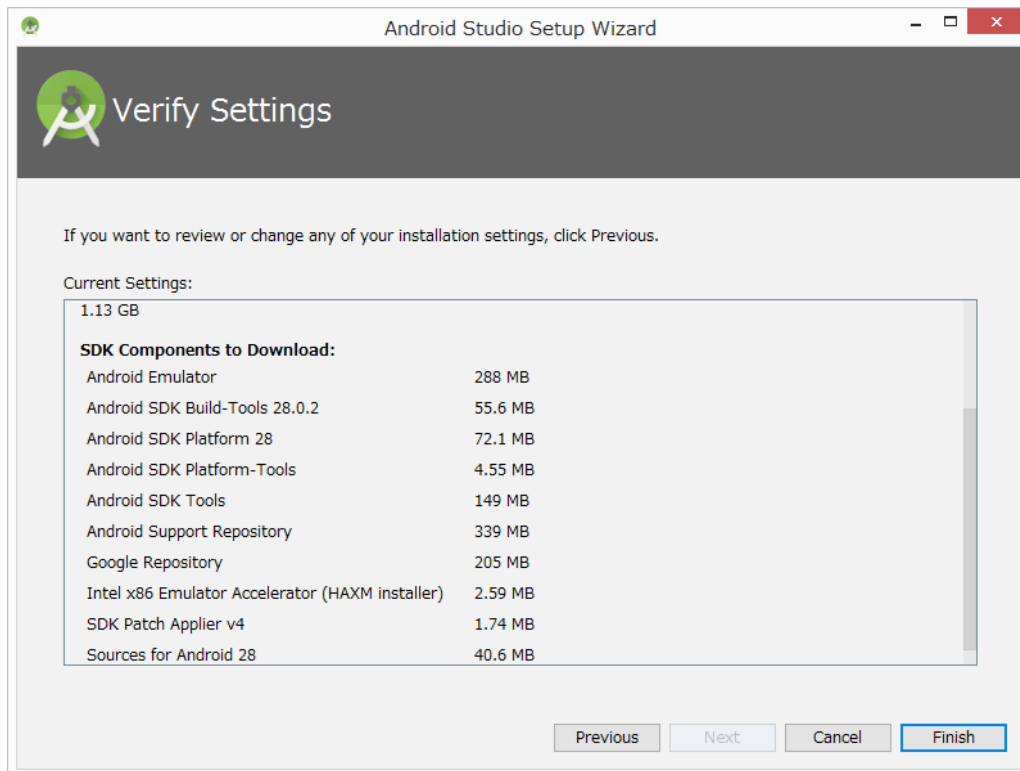 Android Studio Setup Wizard
Verify Settings
If you want to review or change any of your installation settings, click Previous.
Current Settings:
1.13 GB
SDK Components to Download:
Android Emulator 288 MB
Android SDK Build-Tools 28.0.2 55.6 MB
Android SDK Platform 28 72.1 MB
Android SDK Platform-Tools 4.55 MB
Android SDK Tools 149 MB
Android Support Repository 339 MB
Google Repository 205 MB
Intel x86 Emulator Accelerator (HAXM installer) 2.59 MB
SDK Patch Applier v4 1.74 MB
Sources for Android 28 40.6 MB
Previous Next Cancel Finish